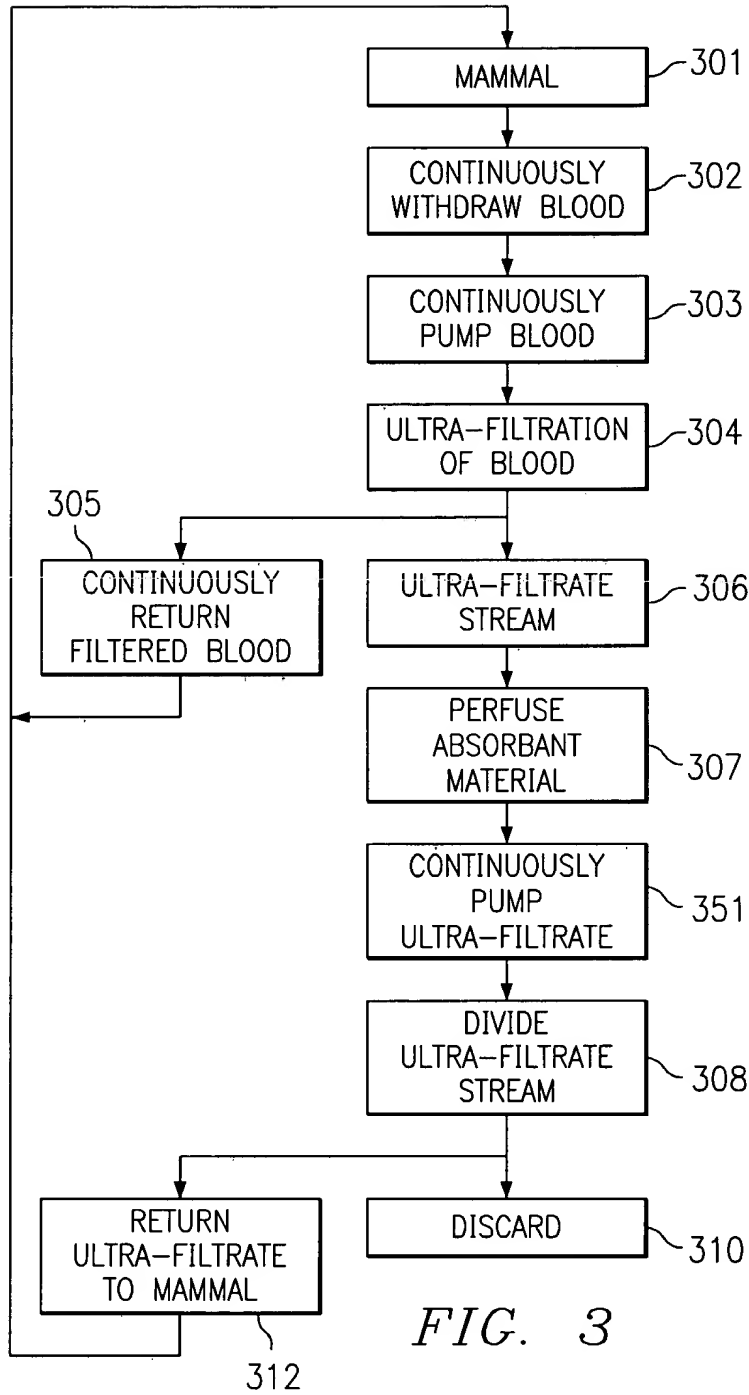 MAMMAL
301
CONTINUOUSLY
WITHDRAW BLOOD
302
CONTINUOUSLY
PUMP BLOOD
303
ULTRA-FILTRATION
OF BLOOD
304
305
CONTINUOUSLY
RETURN
FILTERED BLOOD
ULTRA-FILTRATE
STREAM
306
PERFUSE
ABSORBANT
MATERIAL
307
CONTINUOUSLY
PUMP
ULTRA-FILTRATE
351
DIVIDE
ULTRA-FILTRATE
STREAM
308
RETURN
ULTRA-FILTRATE
TO MAMMAL
312
DISCARD
310
FIG. 3